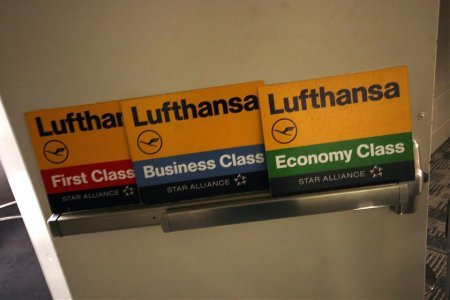 Lufthan
First Class
STAR ALLIANCE
Lufthansa
Business Class
STAR ALLIANCE
Lufthansa
Economy Class
STAR ALLIANCE